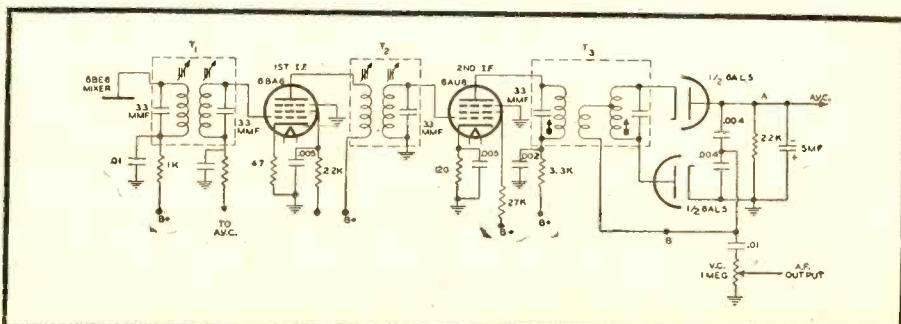 T1
T2
T3
6BE6
MIXER
33
MMF
.01
1K
B+
TO
A.V.C.
33
MMF
1ST I.F.
6BA6
47
.005
22K
B+
33
MMF
2ND I.F.
6AU6
120
.005
27K
B+
33
MMF
.002
3.3K
B+
1/2 6AL5
1/2 6AL5
A
A.V.C.
.004
.004
22K
5MF
+
B
.01
V.C.
1 MEG
A.F.
OUTPUT